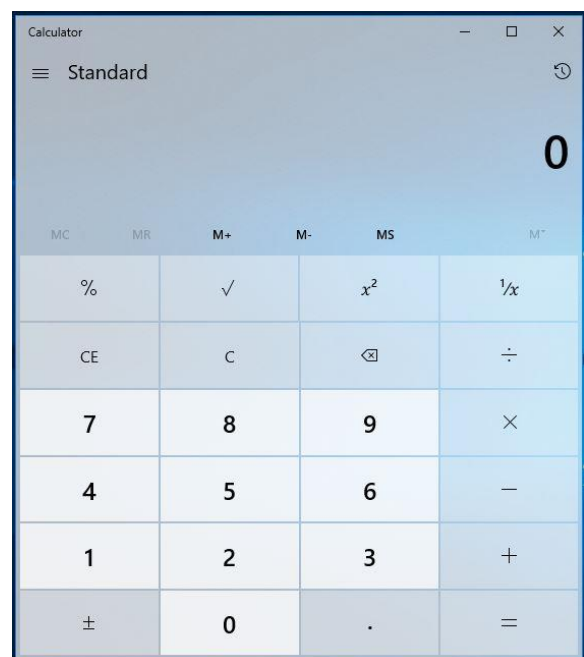 Calculator
Standard
0
MC MR M+ M- MS M˅
% √ x² ¹/x
CE C ÷
7 8 9 ×
4 5 6 −
1 2 3 +
± 0 . =